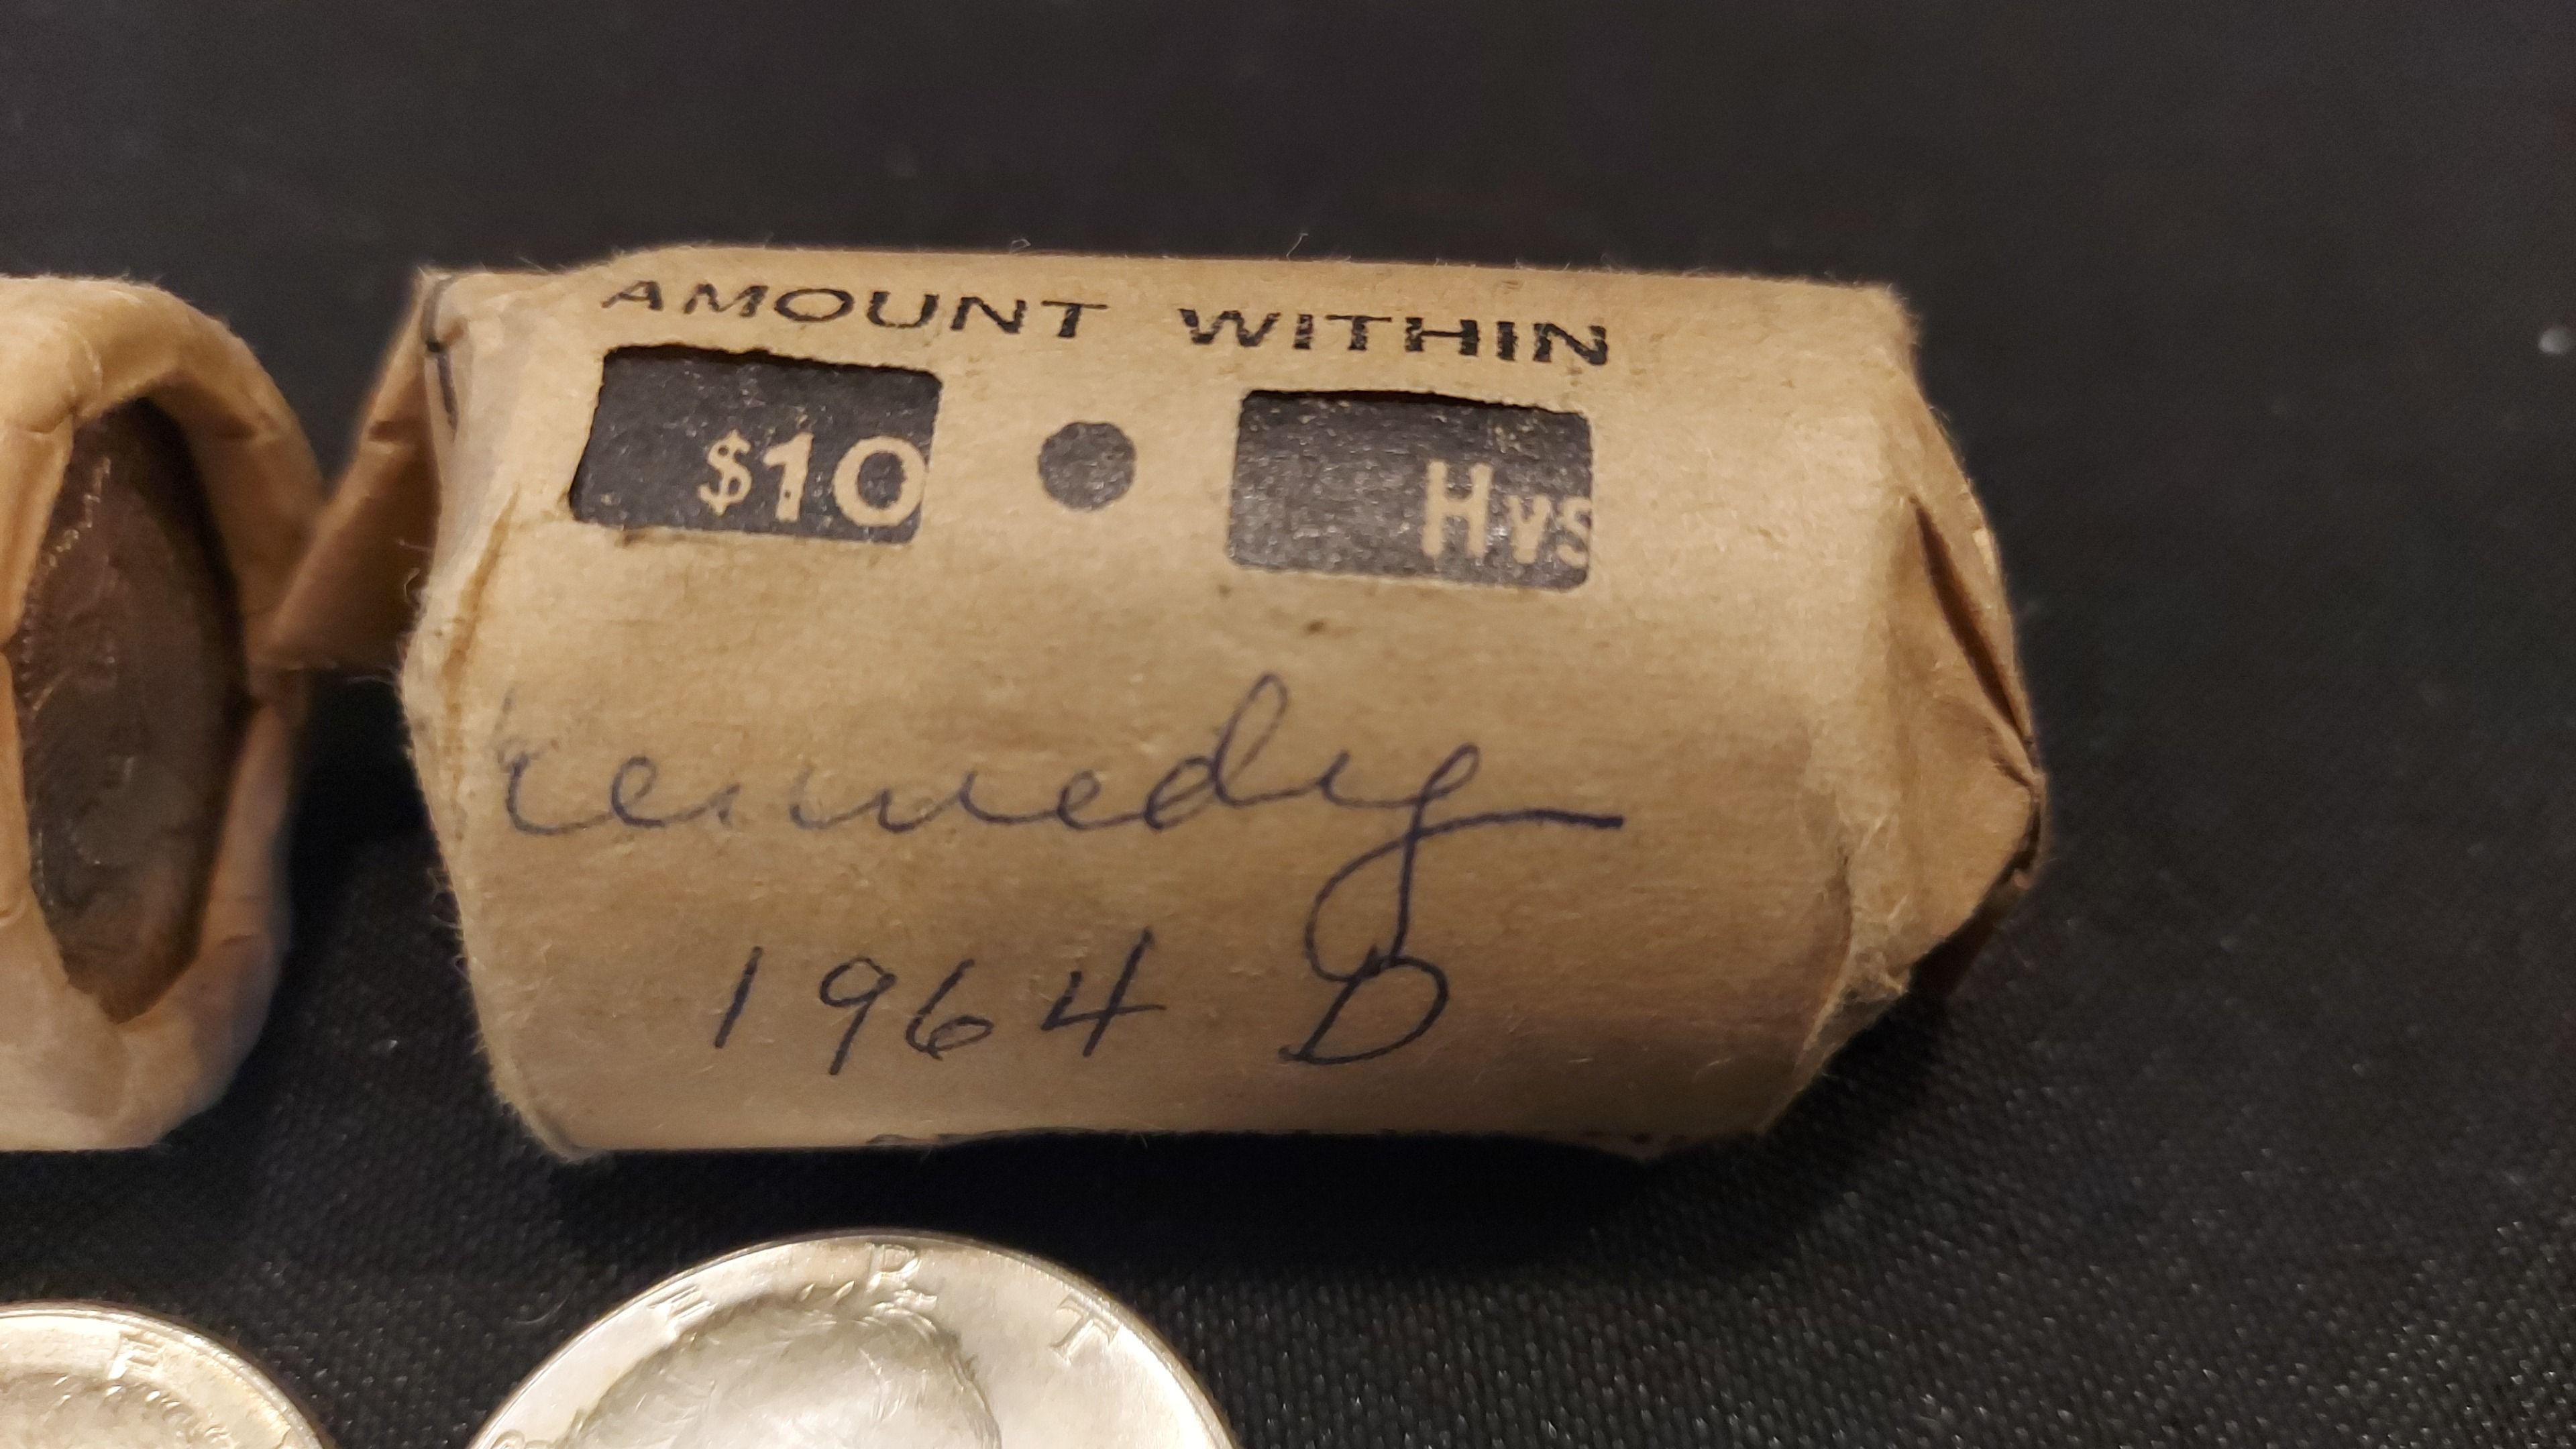 AMOUNT WITHIN
$10 Hvs
Kennedy
1964 D
E R T
E